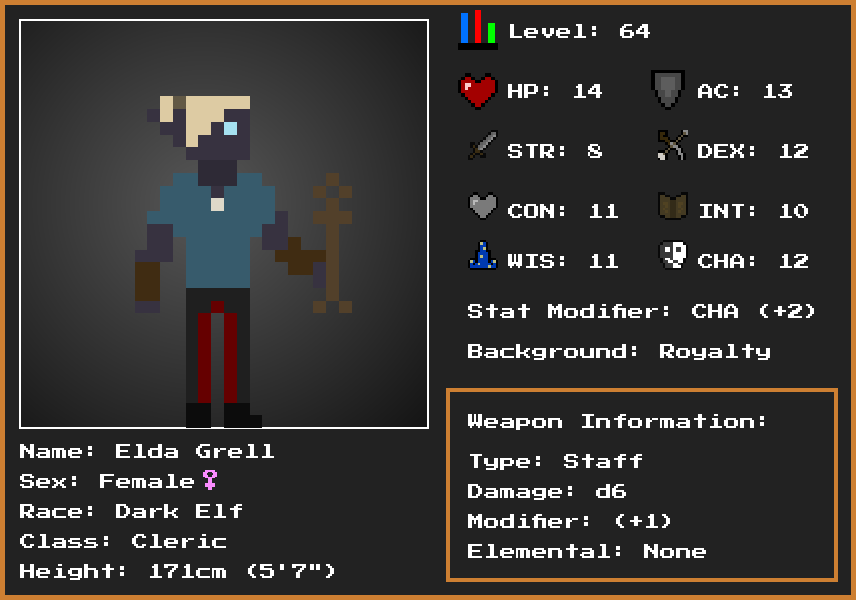 Level: 64
HP: 14 AC: 13
STR: 8 DEX: 12
CON: 11 INT: 10
WIS: 11 CHA: 12
Stat Modifier: CHA (+2)
Background: Royalty
Name: Elda Grell
Sex: Female♀
Race: Dark Elf
Class: Cleric
Height: 171cm (5'7")
Weapon Information:
Type: Staff
Damage: d6
Modifier: (+1)
Elemental: None